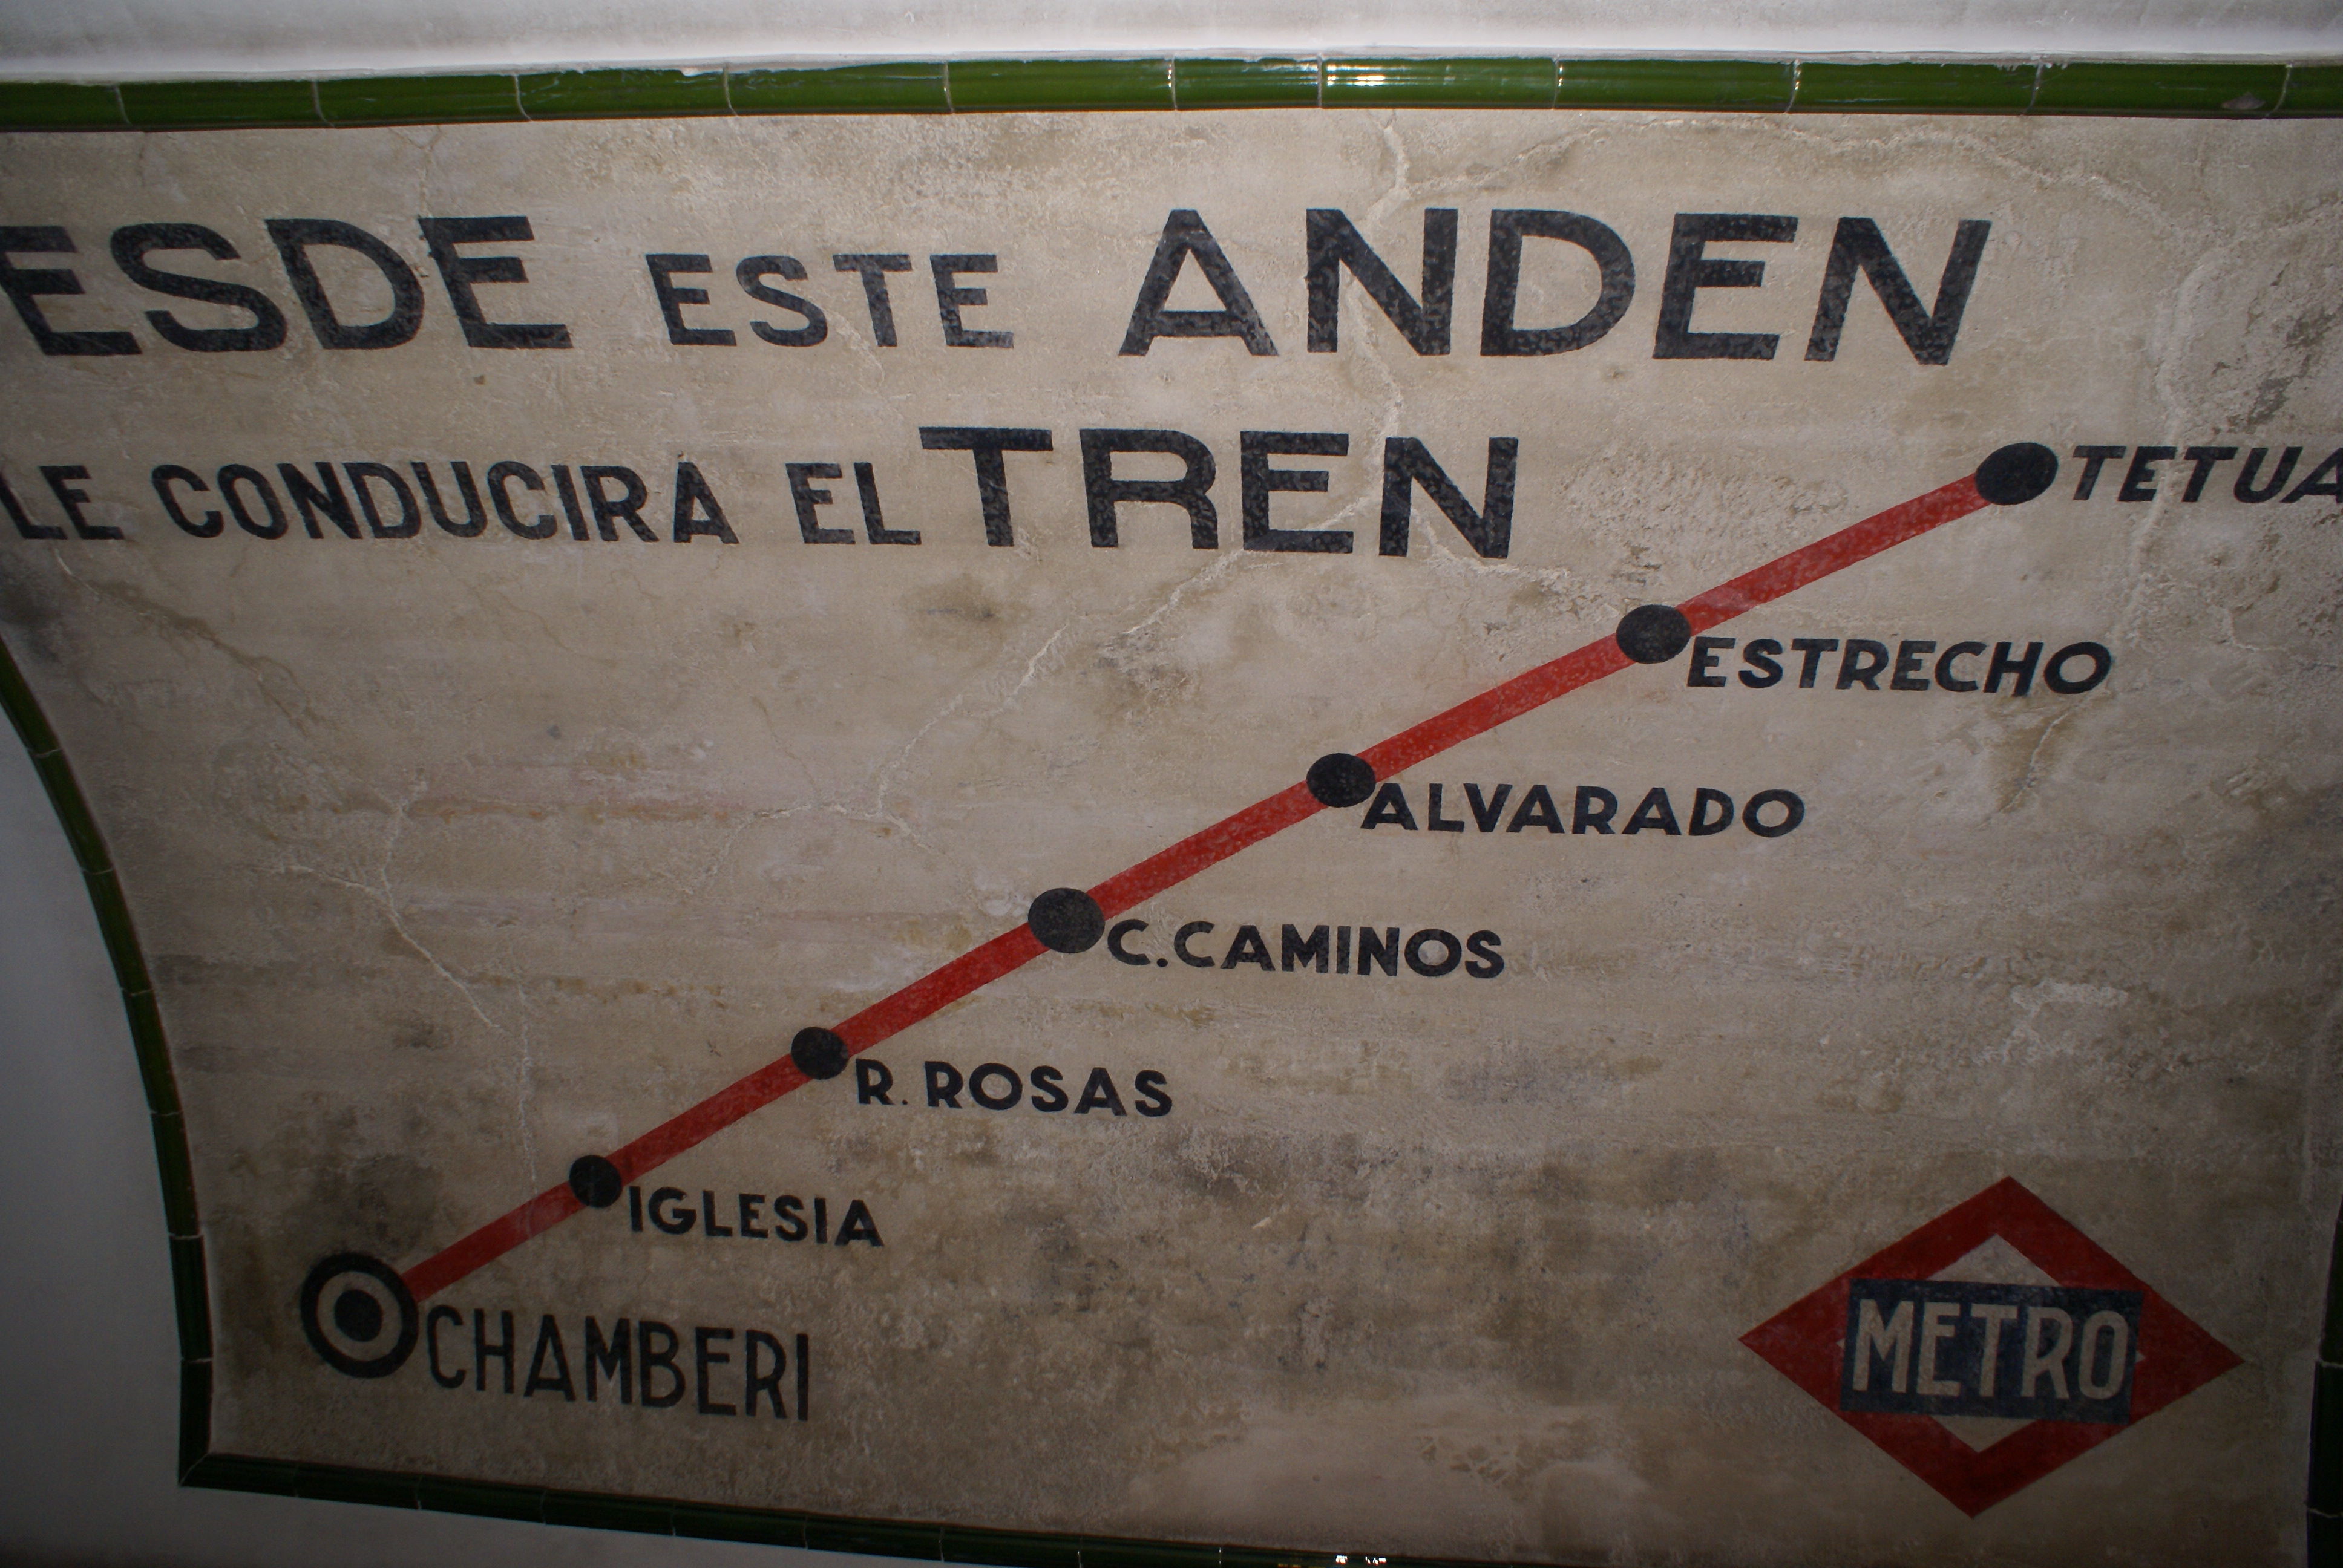 ESDE ESTE ANDEN
LE CONDUCIRA EL TREN
TETUA
ESTRECHO
ALVARADO
C. CAMINOS
R. ROSAS
IGLESIA
CHAMBERI
METRO